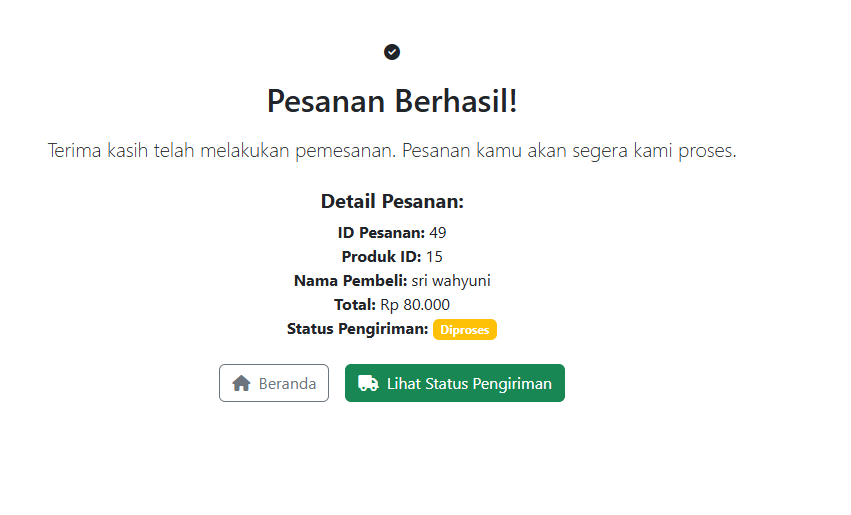 Pesanan Berhasil!
Terima kasih telah melakukan pemesanan. Pesanan kamu akan segera kami proses.
Detail Pesanan:
ID Pesanan: 49
Produk ID: 15
Nama Pembeli: sri wahyuni
Total: Rp 80.000
Status Pengiriman: Diproses
Beranda Lihat Status Pengiriman